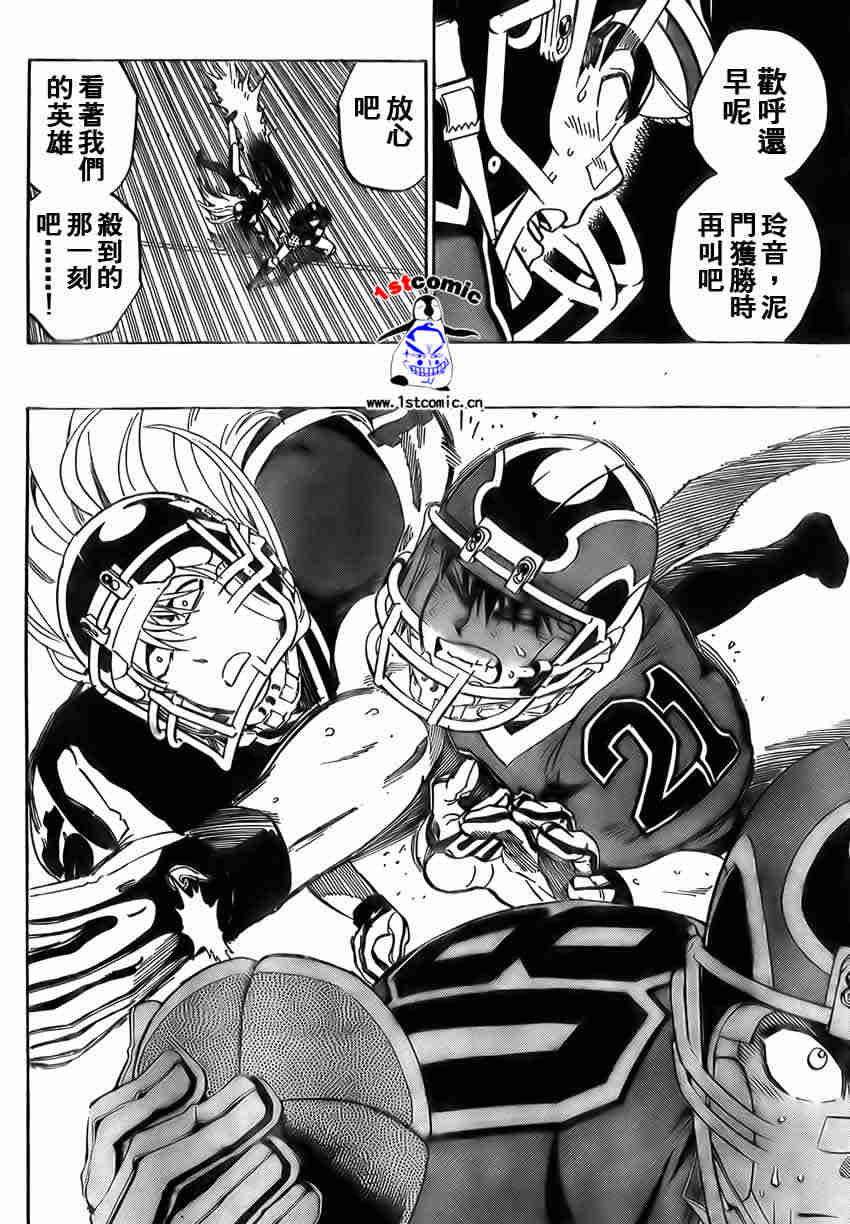 歡呼還
早呢
玲音，泥
門獲勝時
再叫吧
放心
吧
看著我們
的英雄
殺到的
那一刻
吧……！
1stcomic
www.1stcomic.cn
21